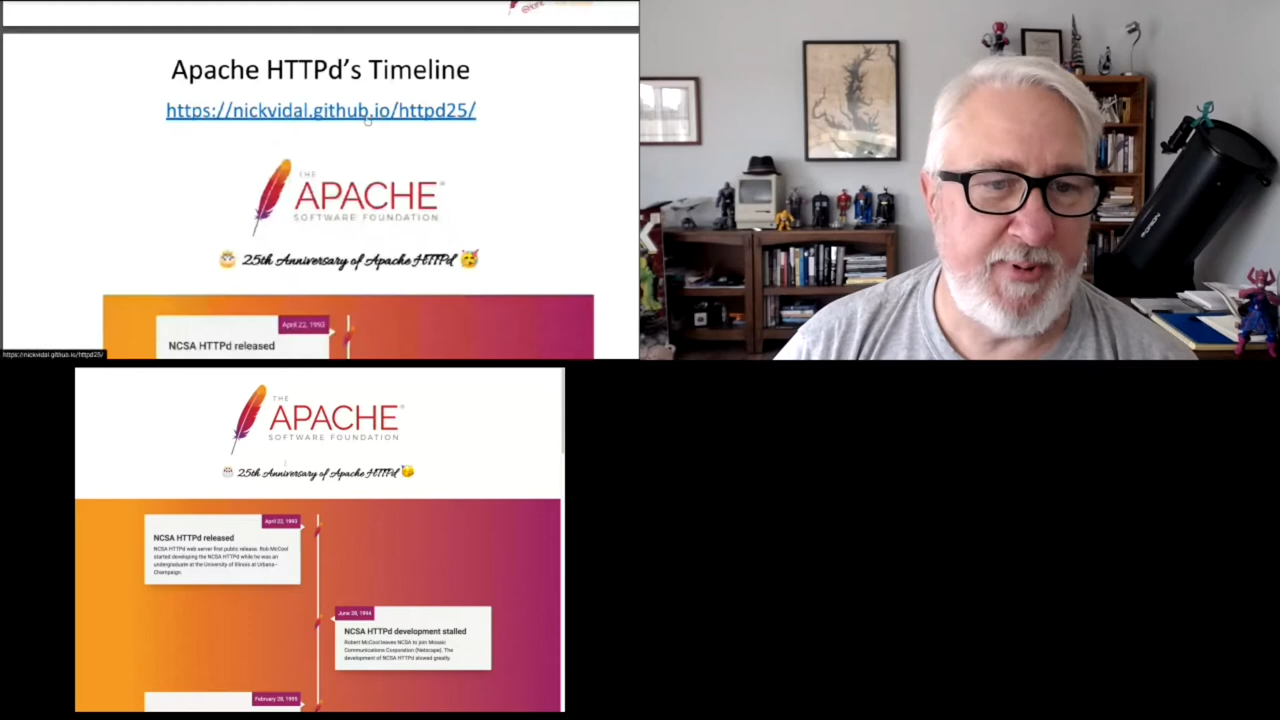 Apache HTTPd's Timeline
https://nickvidal.github.io/httpd25/
THE
APACHE®
SOFTWARE FOUNDATION
25th Anniversary of Apache HTTPd
April 22, 1993
NCSA HTTPd released
https://nickvidal.github.io/httpd25/
ORION
THE
APACHE®
SOFTWARE FOUNDATION
25th Anniversary of Apache HTTPd
April 22, 1993
NCSA HTTPd released
NCSA HTTPd web server first public release. Rob McCool
started developing the NCSA HTTPd while he was an
undergraduate at the University of Illinois at Urbana–
Champaign.
June 28, 1994
NCSA HTTPd development stalled
Robert McCool leaves NCSA to join Mosaic
Communications Corporation (Netscape). The
development of NCSA HTTPd slowed greatly.
February 28, 1995